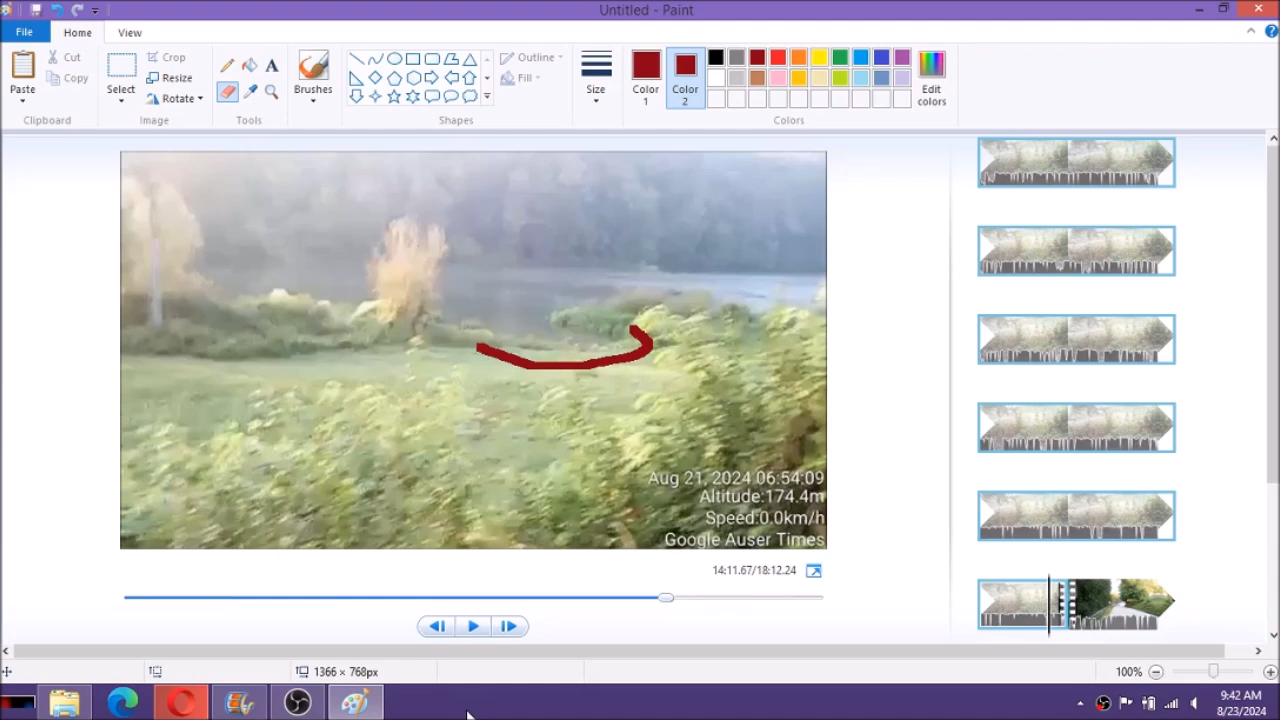 Untitled - Paint
File
Home
View
Paste
Cut
Copy
Clipboard
Select
Crop
Resize
Rotate
Image
Tools
Brushes
Outline
Fill
Shapes
Size
Color
1
Color
2
Edit
colors
Colors
Aug 21, 2024 06:54:09
Altitude:174.4m
Speed:0.0km/h
Google Auser Times
14:11.67/18:12.24
1366 × 768px
100%
9:42 AM
8/23/2024